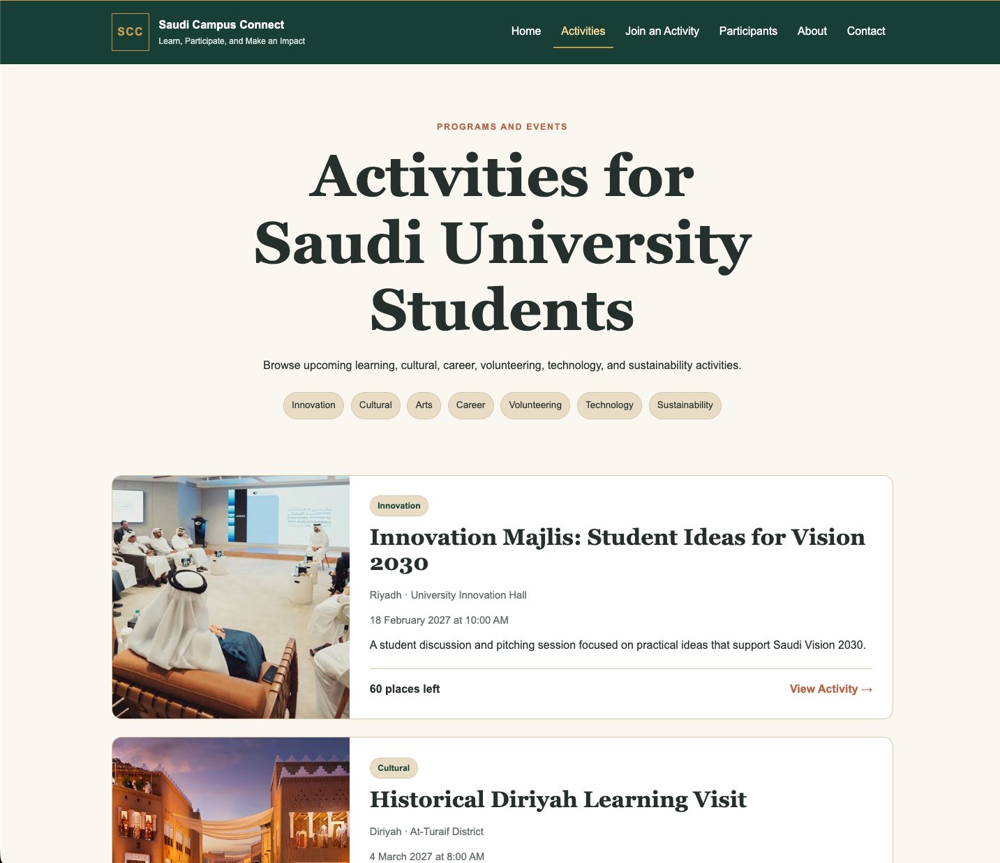 SCC
Saudi Campus Connect
Learn, Participate, and Make an Impact
Home
Activities
Join an Activity
Participants
About
Contact
PROGRAMS AND EVENTS
Activities for
Saudi University
Students
Browse upcoming learning, cultural, career, volunteering, technology, and sustainability activities.
Innovation
Cultural
Arts
Career
Volunteering
Technology
Sustainability
Innovation
Innovation Majlis: Student Ideas for Vision
2030
Riyadh · University Innovation Hall
18 February 2027 at 10:00 AM
A student discussion and pitching session focused on practical ideas that support Saudi Vision 2030.
60 places left
View Activity →
Cultural
Historical Diriyah Learning Visit
Diriyah · At-Turaif District
4 March 2027 at 8:00 AM